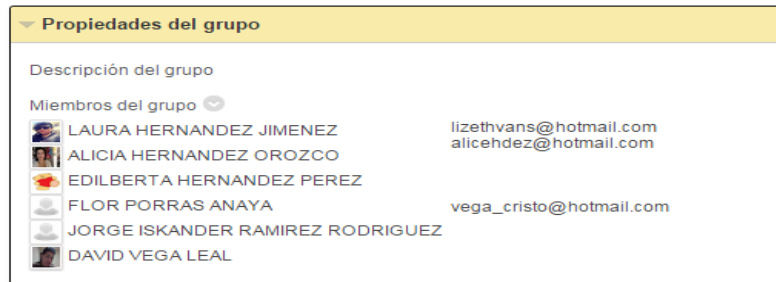 Propiedades del grupo
Descripción del grupo
Miembros del grupo
LAURA HERNANDEZ JIMENEZ lizethvans@hotmail.com
ALICIA HERNANDEZ OROZCO alicehdez@hotmail.com
EDILBERTA HERNANDEZ PEREZ
FLOR PORRAS ANAYA vega_cristo@hotmail.com
JORGE ISKANDER RAMIREZ RODRIGUEZ
DAVID VEGA LEAL